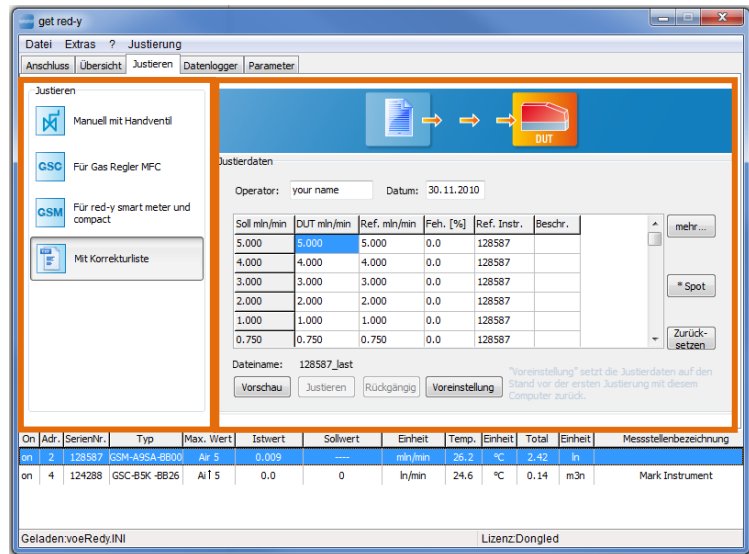 get red-y
Datei Extras ? Justierung
Anschluss Übersicht Justieren Datenlogger Parameter
Justieren
Manuell mit Handventil
GSC Für Gas Regler MFC
GSM Für red-y smart meter und
compact
Mit Korrekturliste
DUT
Justierdaten
Operator: your name Datum: 30.11.2010
Soll mln/min DUT mln/min Ref. mln/min Feh. [%] Ref. Instr. Beschr.
5.000 5.000 5.000 0.0 128587
4.000 4.000 4.000 0.0 128587
3.000 3.000 3.000 0.0 128587
2.000 2.000 2.000 0.0 128587
1.000 1.000 1.000 0.0 128587
0.750 0.750 0.750 0.0 128587
mehr...
* Spot
Zurück-
setzen
Dateiname: 128587_last
Vorschau Justieren Rückgängig Voreinstellung
"Voreinstellung" setzt die Justierdaten auf den
Stand vor der ersten Justierung mit diesem
Computer zurück.
On Adr. SerienNr. Typ Max. Wert Istwert Sollwert Einheit Temp. Einheit Total Einheit Messstellenbezeichnung
on 2 128587 GSM-A9SA-BB00 Air 5 0.009 ---- mln/min 26.2 °C 2.42 ln
on 4 124288 GSC-B5K -BB26 Ai 5 0.0 0 ln/min 24.6 °C 0.14 m3n Mark Instrument
Geladen:voeRedy.INI Lizenz:Dongled